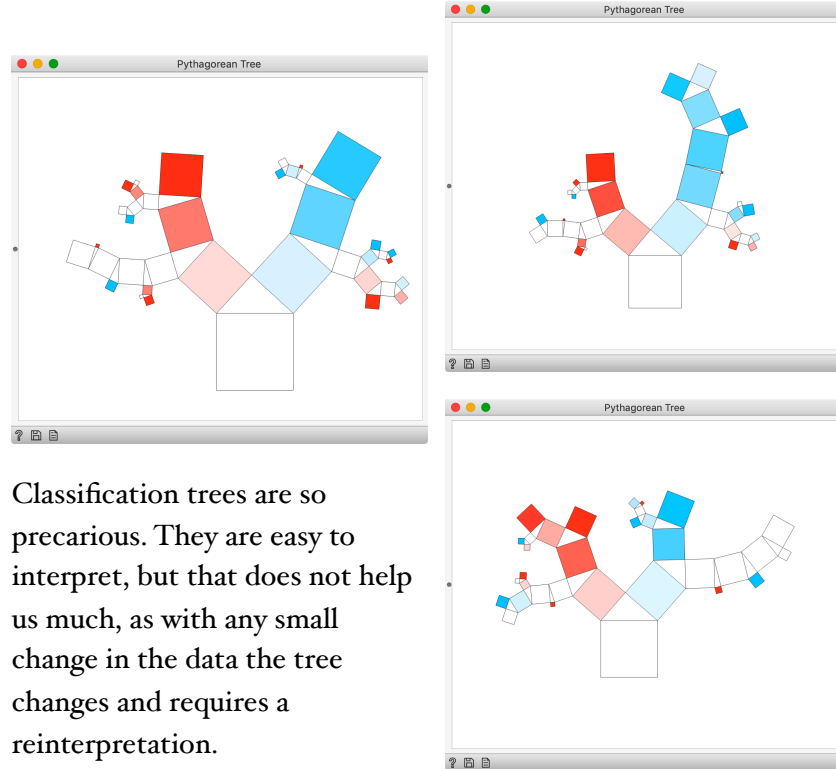 Pythagorean Tree
Pythagorean Tree
?
?
Pythagorean Tree
?
Classification trees are so
precarious. They are easy to
interpret, but that does not help
us much, as with any small
change in the data the tree
changes and requires a
reinterpretation.